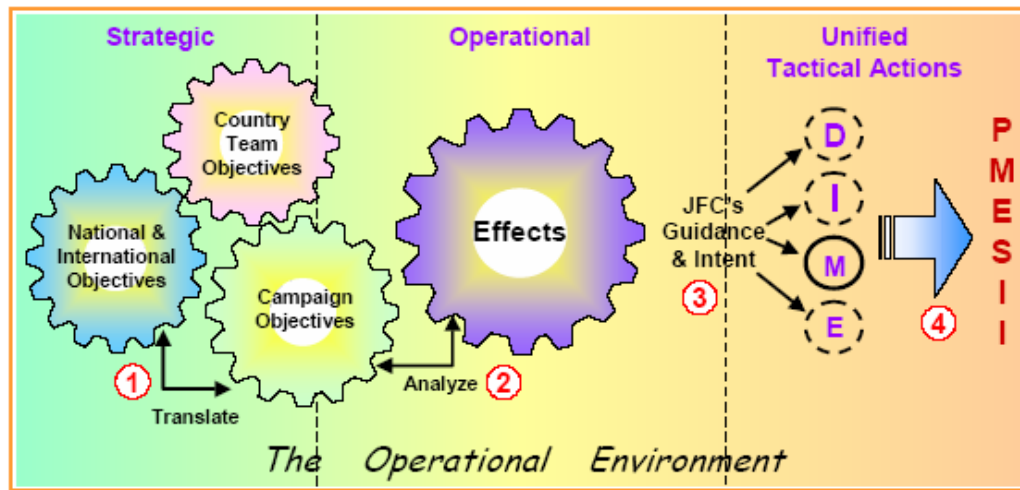 Strategic
Operational
Unified
Tactical Actions
Country
Team
Objectives
National &
International
Objectives
Campaign
Objectives
Effects
JFC's
Guidance
& Intent
D
I
M
E
P
M
E
S
I
I
1
Translate
Analyze
2
3
4
The Operational Environment